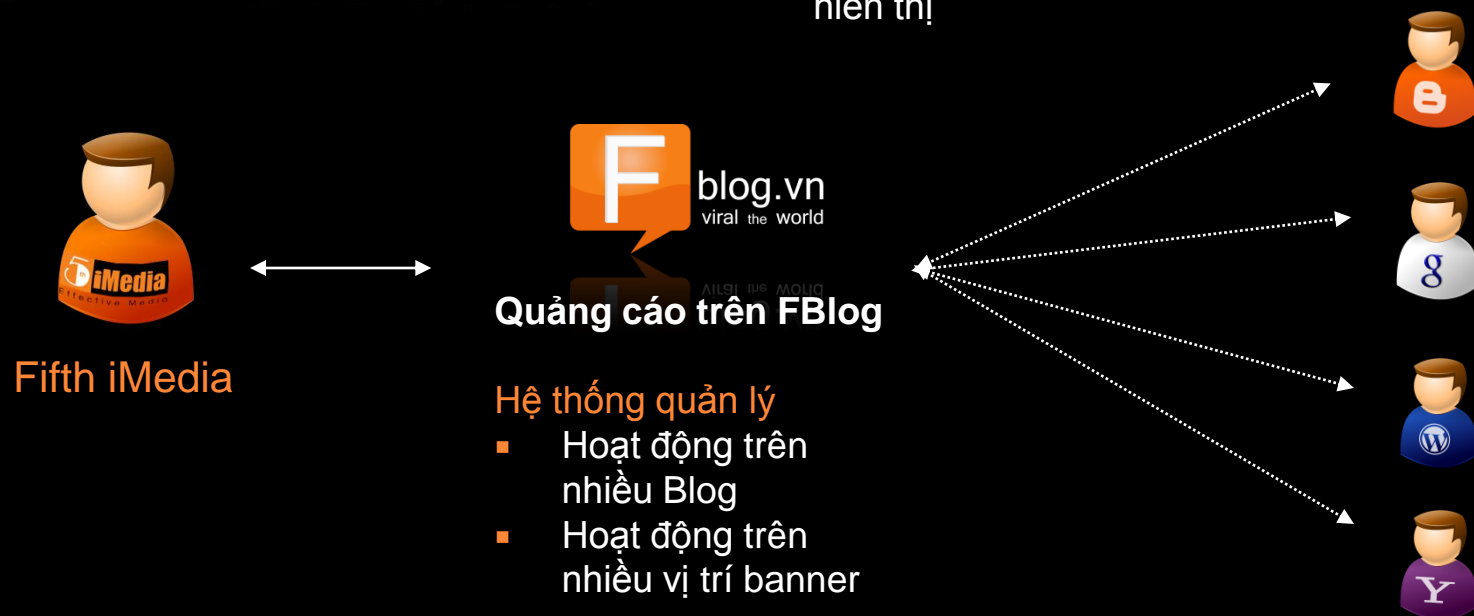 hiển thị
F
blog.vn
viral the world
5 iMedia
Effective Media
Quảng cáo trên FBlog
Fifth iMedia
Hệ thống quản lý
Hoạt động trên
nhiều Blog
Hoạt động trên
nhiều vị trí banner
g
W
Y